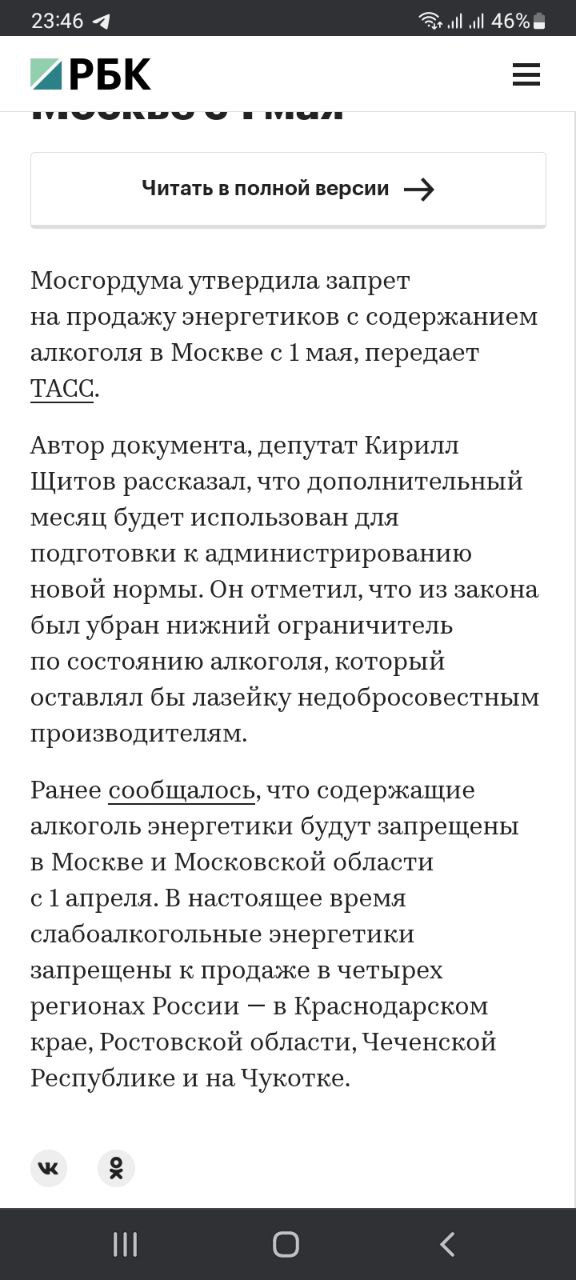 23:46
46%
РБК
Москве с 1 мая
Читать в полной версии
Мосгордума утвердила запрет
на продажу энергетиков с содержанием
алкоголя в Москве с 1 мая, передает
ТАСС.
Автор документа, депутат Кирилл
Щитов рассказал, что дополнительный
месяц будет использован для
подготовки к администрированию
новой нормы. Он отметил, что из закона
был убран нижний ограничитель
по состоянию алкоголя, который
оставлял бы лазейку недобросовестным
производителям.
Ранее сообщалось, что содержащие
алкоголь энергетики будут запрещены
в Москве и Московской области
с 1 апреля. В настоящее время
слабоалкогольные энергетики
запрещены к продаже в четырех
регионах России — в Краснодарском
крае, Ростовской области, Чеченской
Республике и на Чукотке.